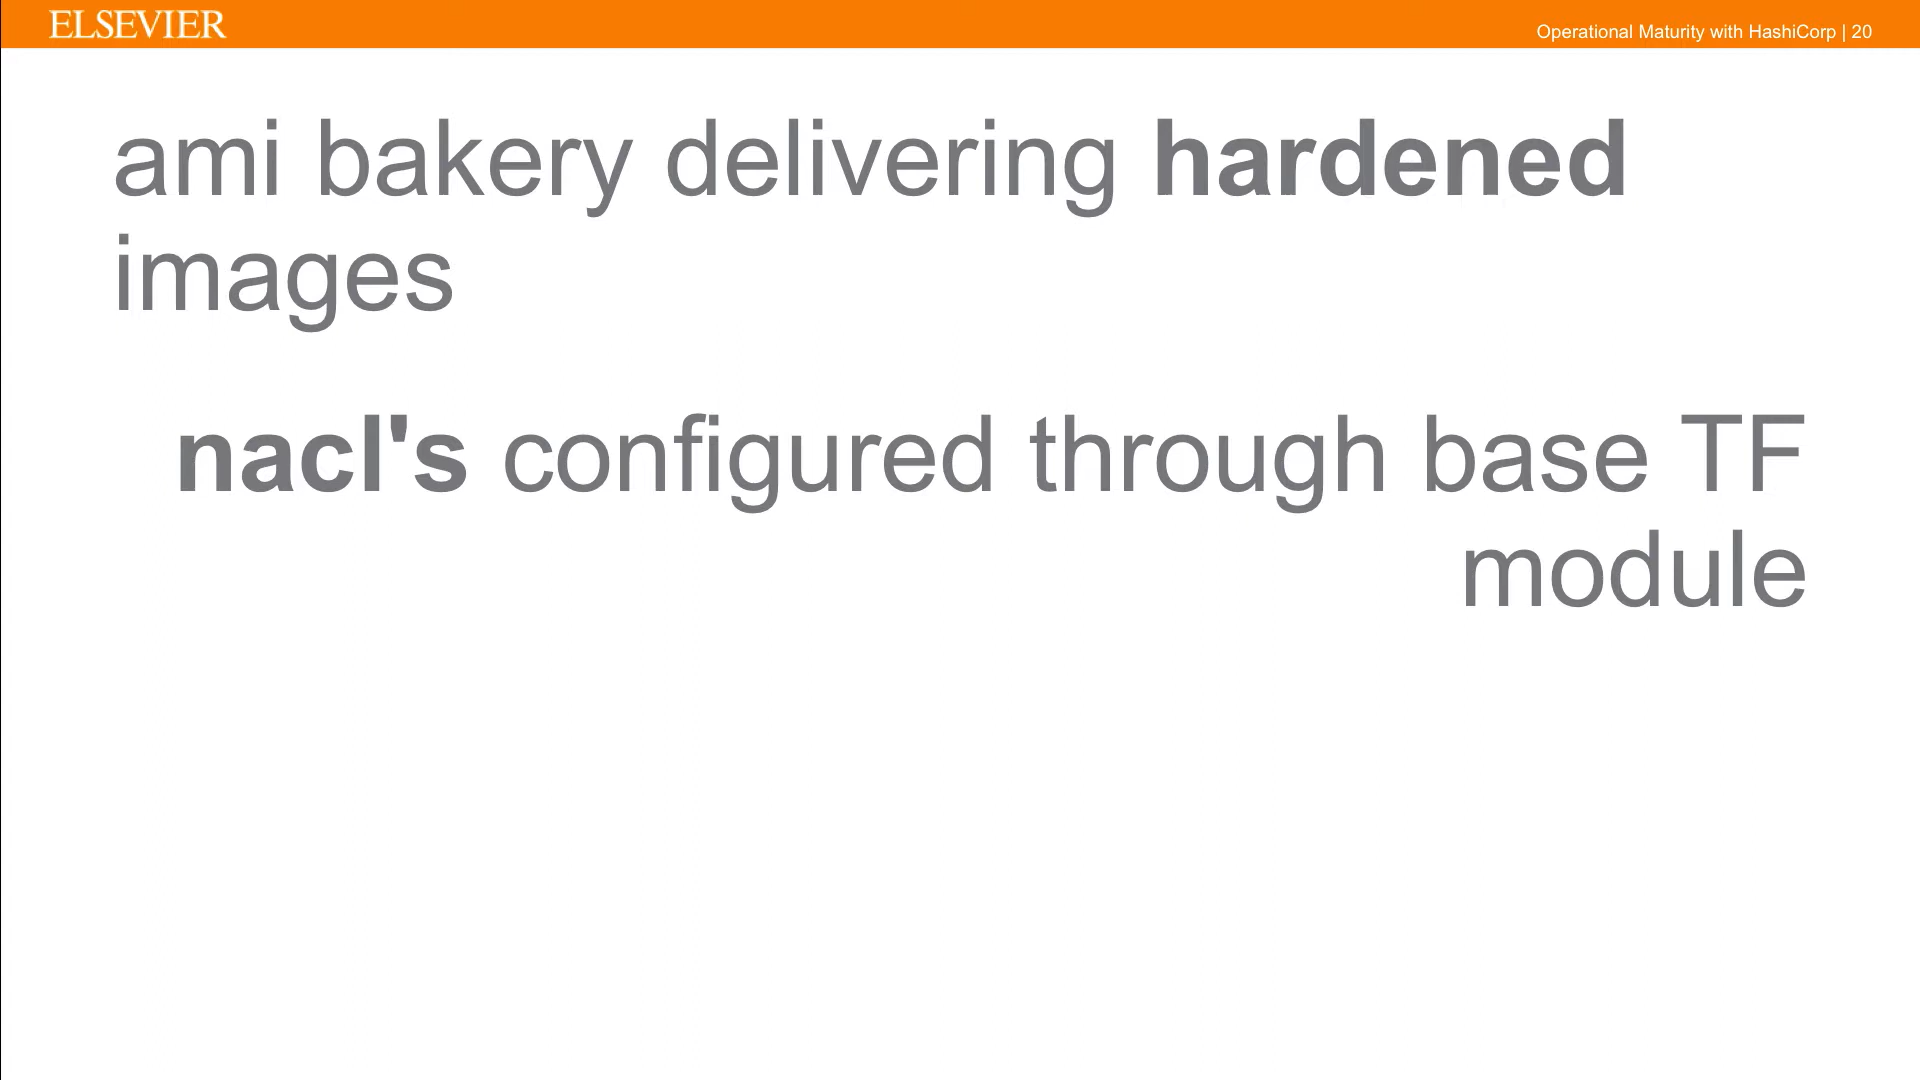 ELSEVIER
Operational Maturity with HashiCorp | 20
ami bakery delivering hardened
images
nacl's configured through base TF
module